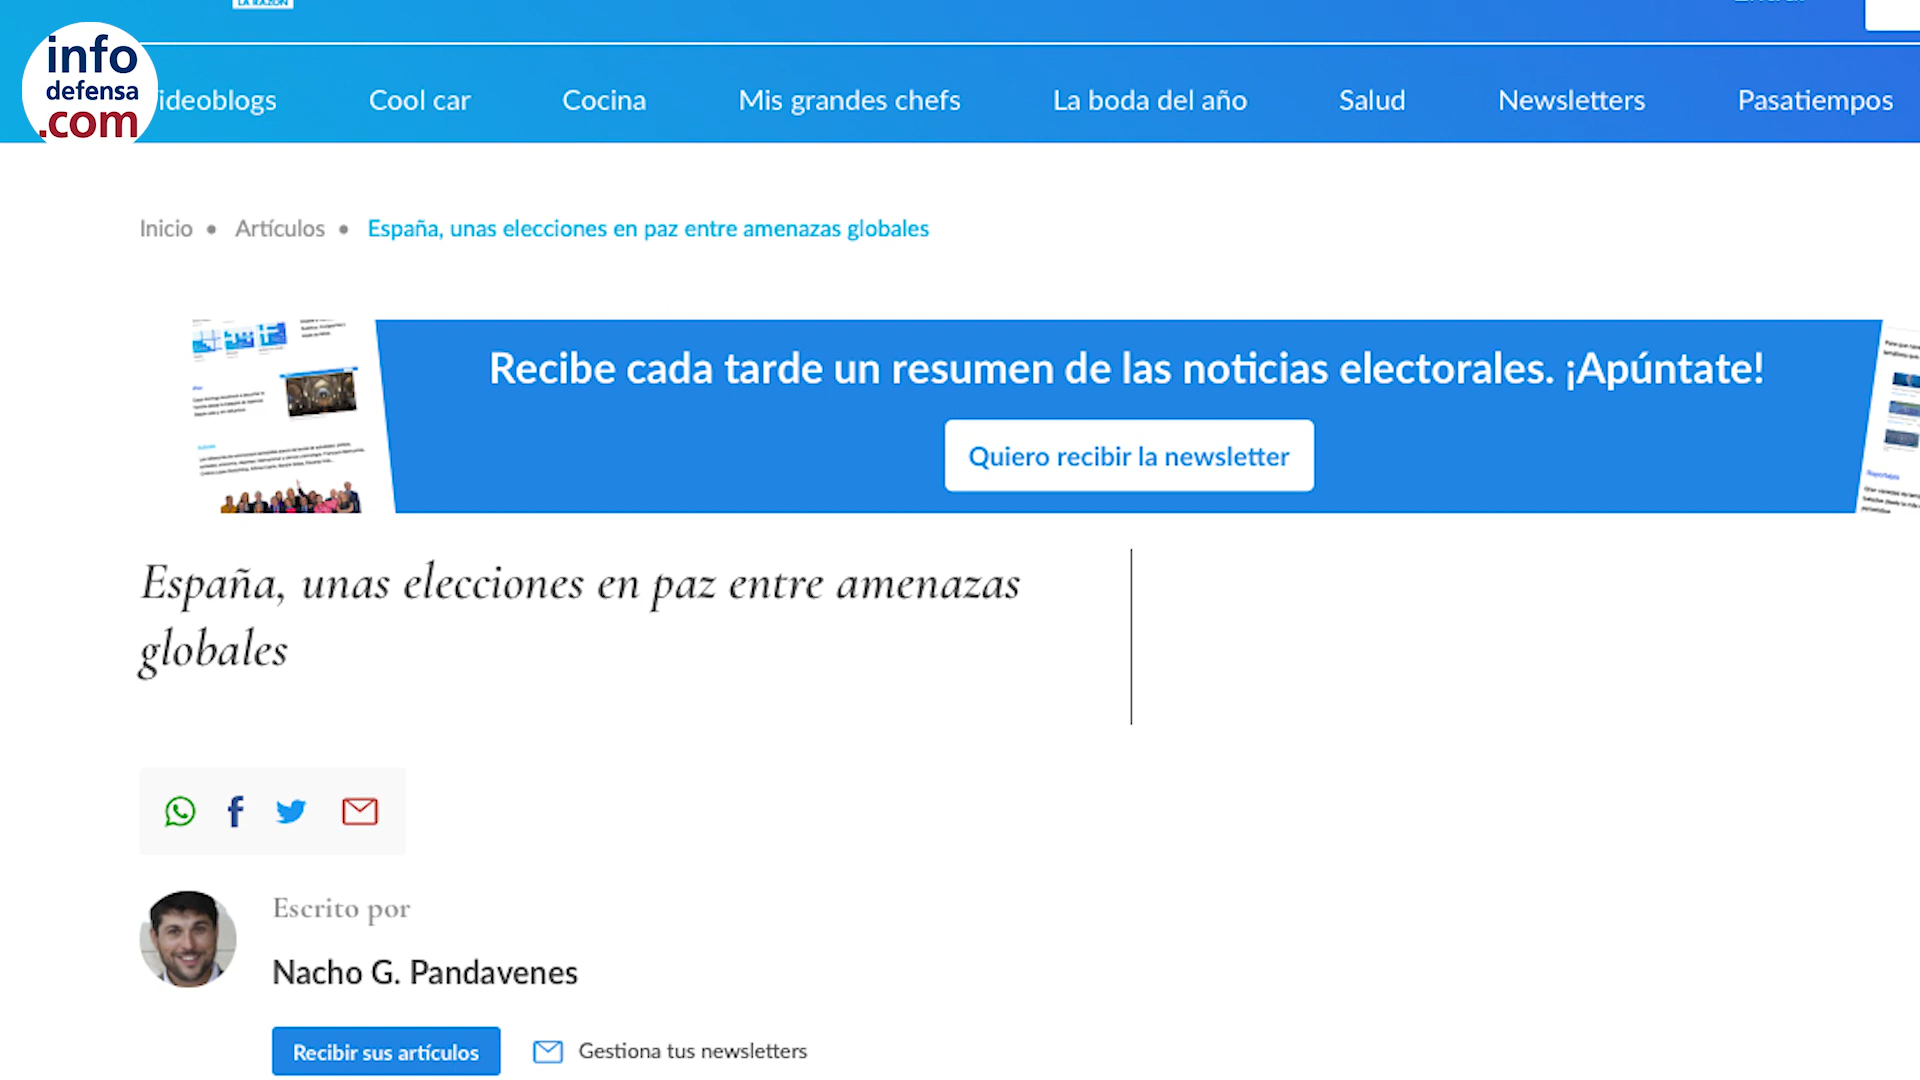 LA RAZÓN
info
defensa
.com
ideoblogs
Cool car
Cocina
Mis grandes chefs
La boda del año
Salud
Newsletters
Pasatiempos
Inicio • Artículos • España, unas elecciones en paz entre amenazas globales
Recibe cada tarde un resumen de las noticias electorales. ¡Apúntate!
Quiero recibir la newsletter
España, unas elecciones en paz entre amenazas
globales
Escrito por
Nacho G. Pandavenes
Recibir sus artículos
Gestiona tus newsletters